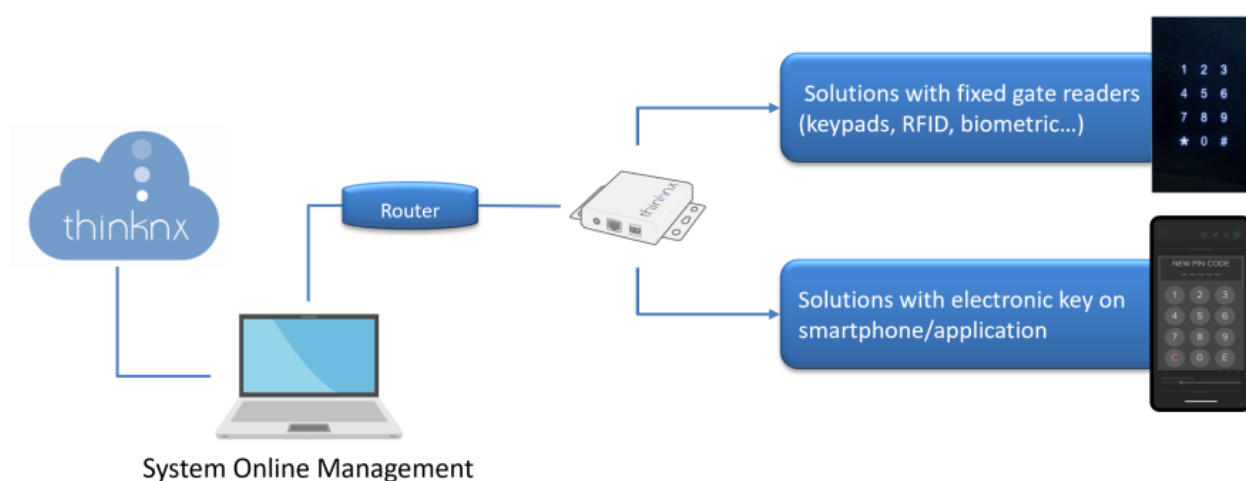 thinknx
System Online Management
Router
thinknx
Solutions with fixed gate readers
(keypads, RFID, biometric...)
1 2 3
4 5 6
7 8 9
* 0 #
Solutions with electronic key on
smartphone/application
NEW PIN CODE
1 2 3
4 5 6
7 8 9
C 0 E